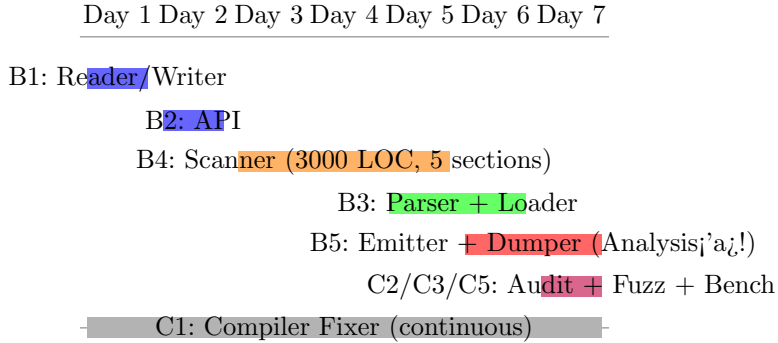 Day 1 Day 2 Day 3 Day 4 Day 5 Day 6 Day 7
B1: Reader/Writer
B2: API
B4: Scanner (3000 LOC, 5 sections)
B3: Parser + Loader
B5: Emitter + Dumper (Analysis¡'a¿!)
C2/C3/C5: Audit + Fuzz + Bench
C1: Compiler Fixer (continuous)